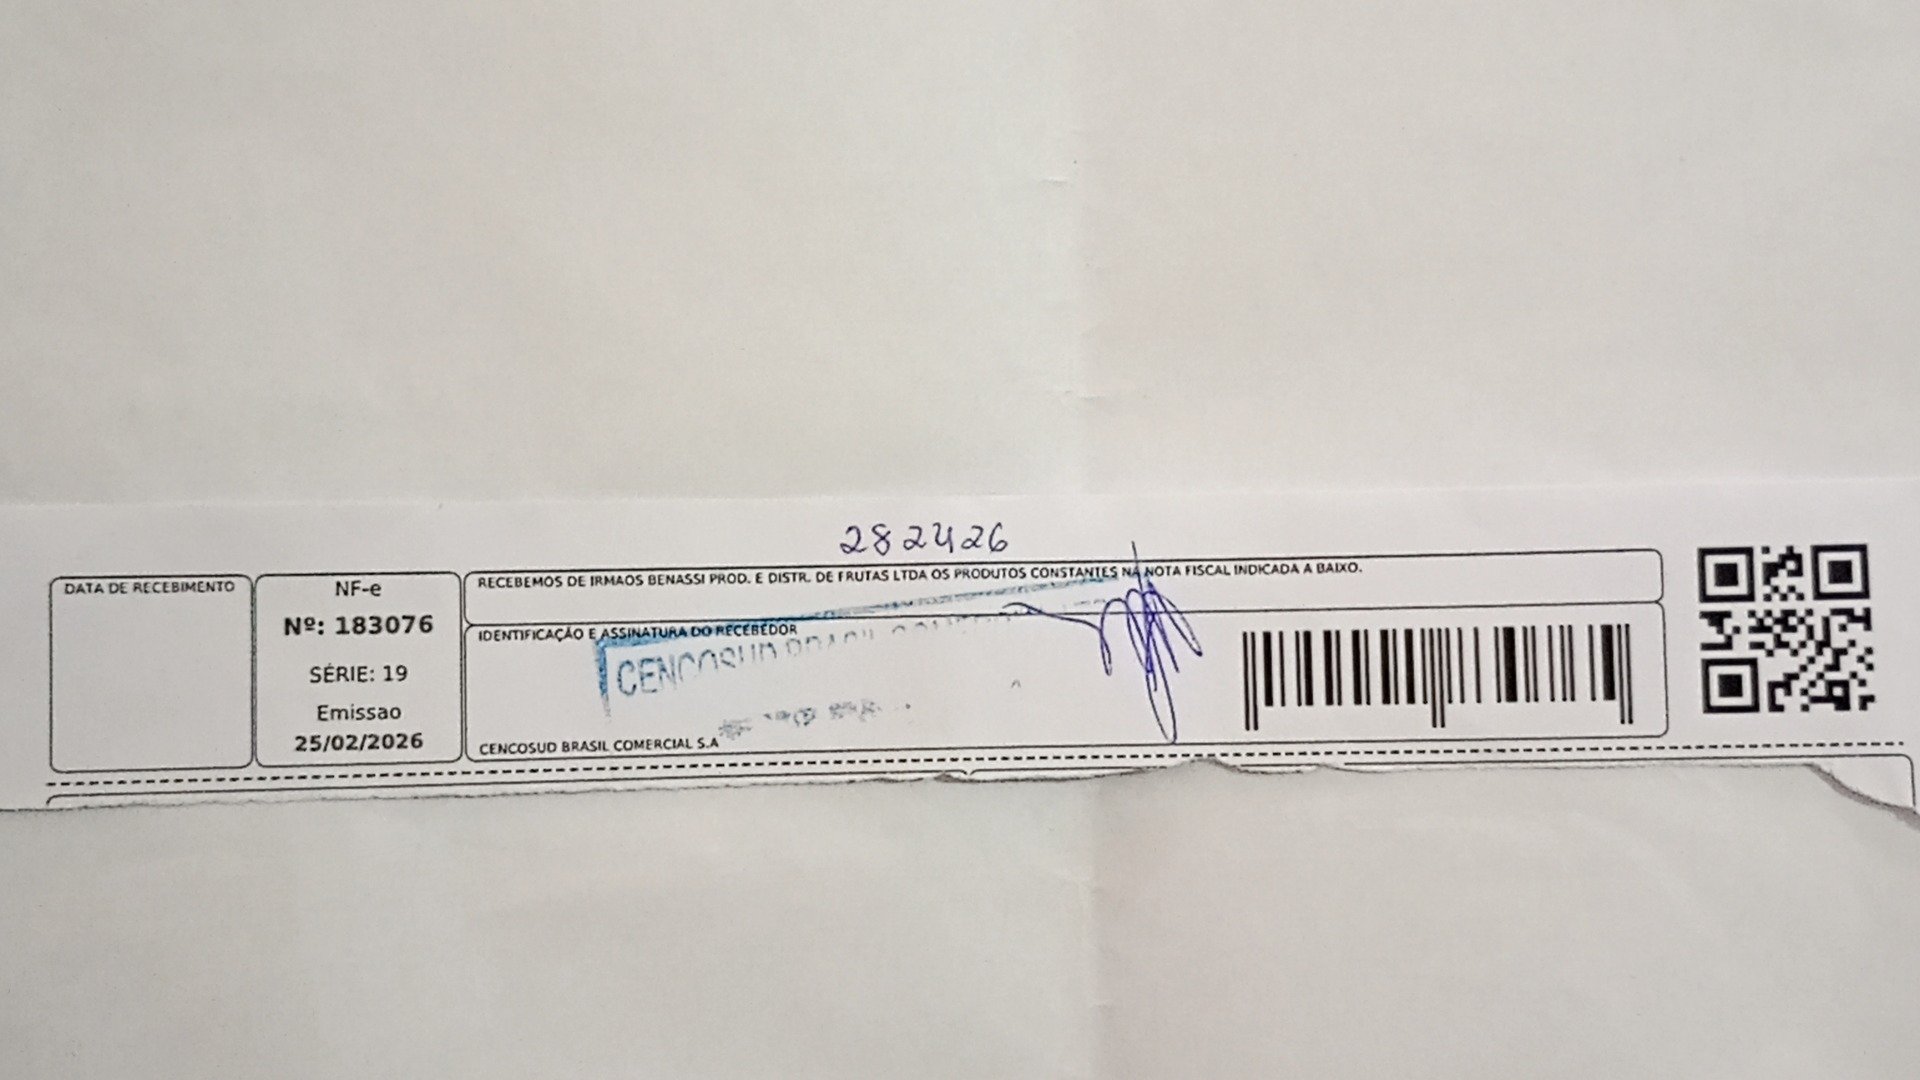 282426
DATA DE RECEBIMENTO
NF-e
Nº: 183076
SÉRIE: 19
Emissao
25/02/2026
RECEBEMOS DE IRMAOS BENASSI PROD. E DISTR. DE FRUTAS LTDA OS PRODUTOS CONSTANTES NA NOTA FISCAL INDICADA A BAIXO.
IDENTIFICAÇÃO E ASSINATURA DO RECEBEDOR
CENCOSUD BRASIL
CENCOSUD BRASIL COMERCIAL S.A